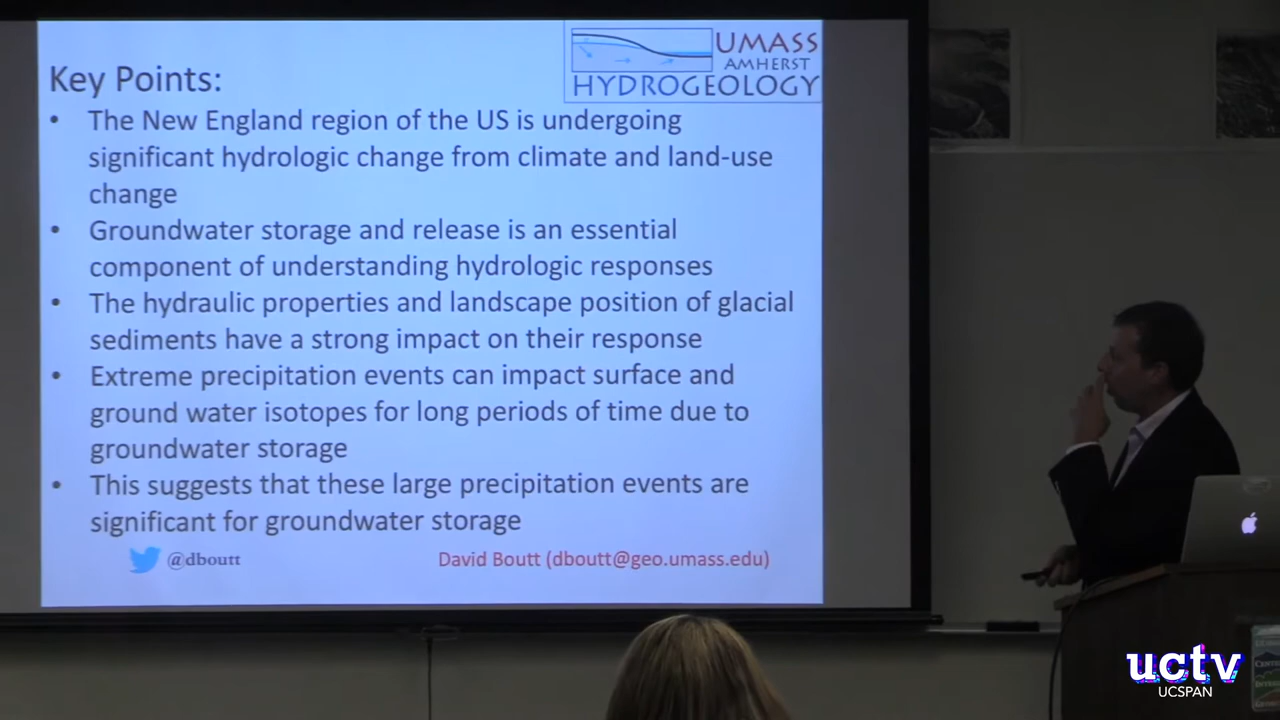 UMASS
AMHERST
HYDROGEOLOGY
Key Points:
• The New England region of the US is undergoing
significant hydrologic change from climate and land-use
change
• Groundwater storage and release is an essential
component of understanding hydrologic responses
• The hydraulic properties and landscape position of glacial
sediments have a strong impact on their response
• Extreme precipitation events can impact surface and
ground water isotopes for long periods of time due to
groundwater storage
• This suggests that these large precipitation events are
significant for groundwater storage
@dboutt
David Boutt (dboutt@geo.umass.edu)
uctv
UCSPAN